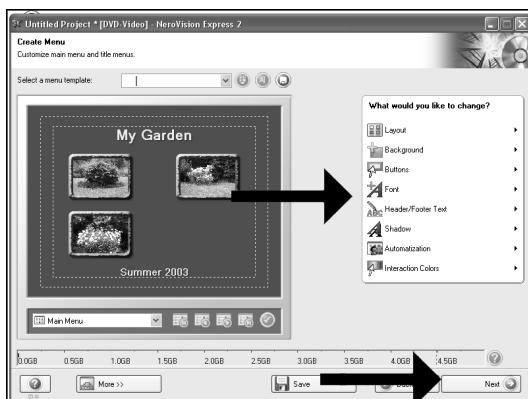 Untitled Project * [DVD-Video] - NeroVision Express 2
Create Menu
Customize main menu and title menus.
Select a menu template:
My Garden
Summer 2003
Main Menu
What would you like to change?
Layout
Background
Buttons
Font
Header/Footer Text
Shadow
Automatization
Interaction Colors
0.0GB 0.5GB 1.0GB 1.5GB 2.0GB 2.5GB 3.0GB 3.5GB 4.0GB 4.5GB
More >> Save Next